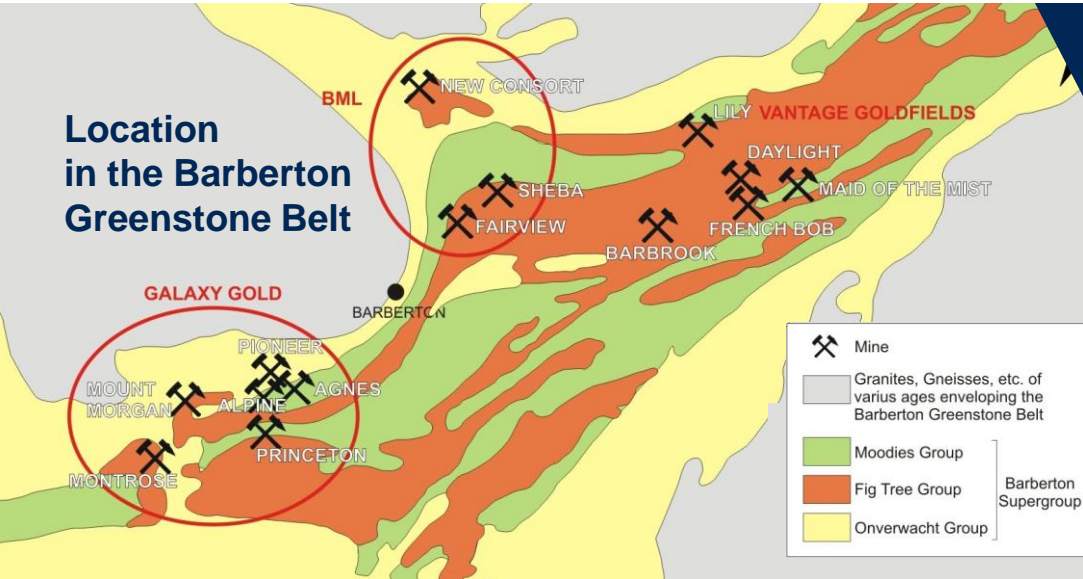 Location
in the Barberton
Greenstone Belt
BML
NEW CONSORT
LILY
VANTAGE GOLDFIELDS
DAYLIGHT
SHEBA
MAID OF THE MIST
FAIRVIEW
FRENCH BOB
BARBROOK
GALAXY GOLD
BARBERTON
PIONEER
MOUNT
MORGAN
ALPINE
AGNES
PRINCETON
MONTROSE
Mine
Granites, Gneisses, etc. of
varius ages enveloping the
Barberton Greenstone Belt
Moodies Group
Fig Tree Group
Onverwacht Group
Barberton
Supergroup